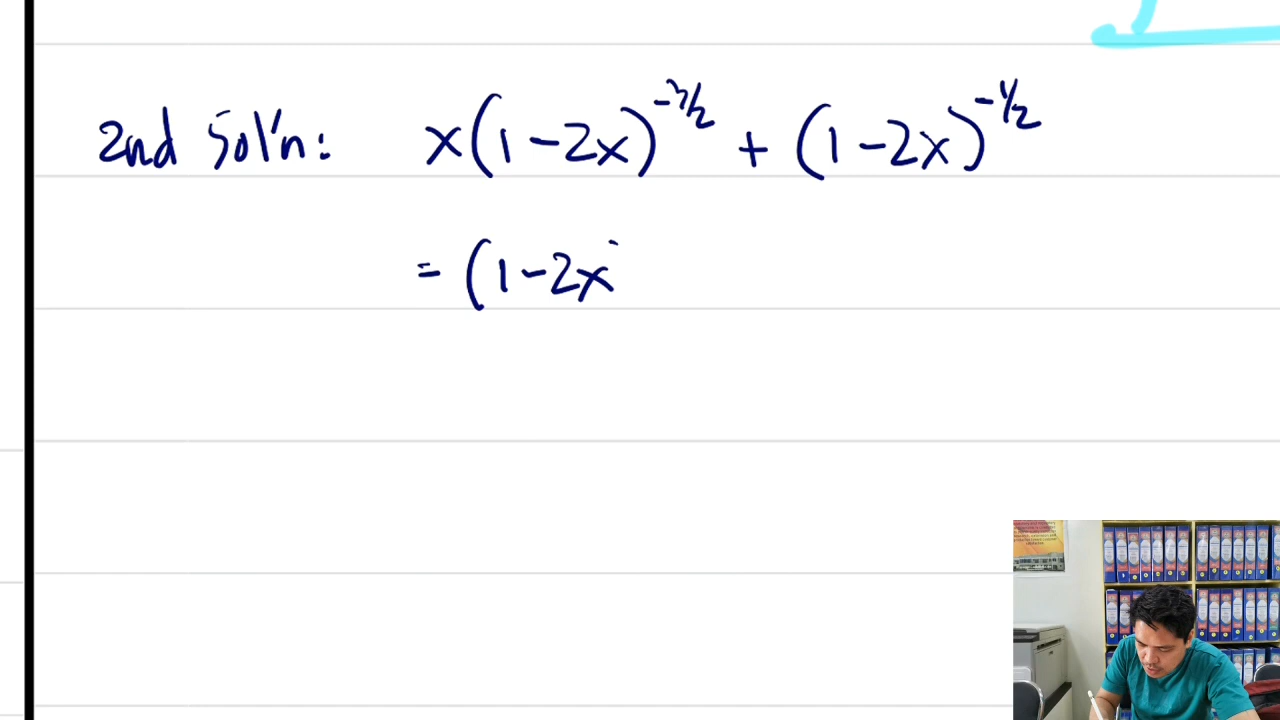 2nd Sol'n: x(1-2x)^{-3/2} + (1-2x)^{-1/2}
= (1-2x